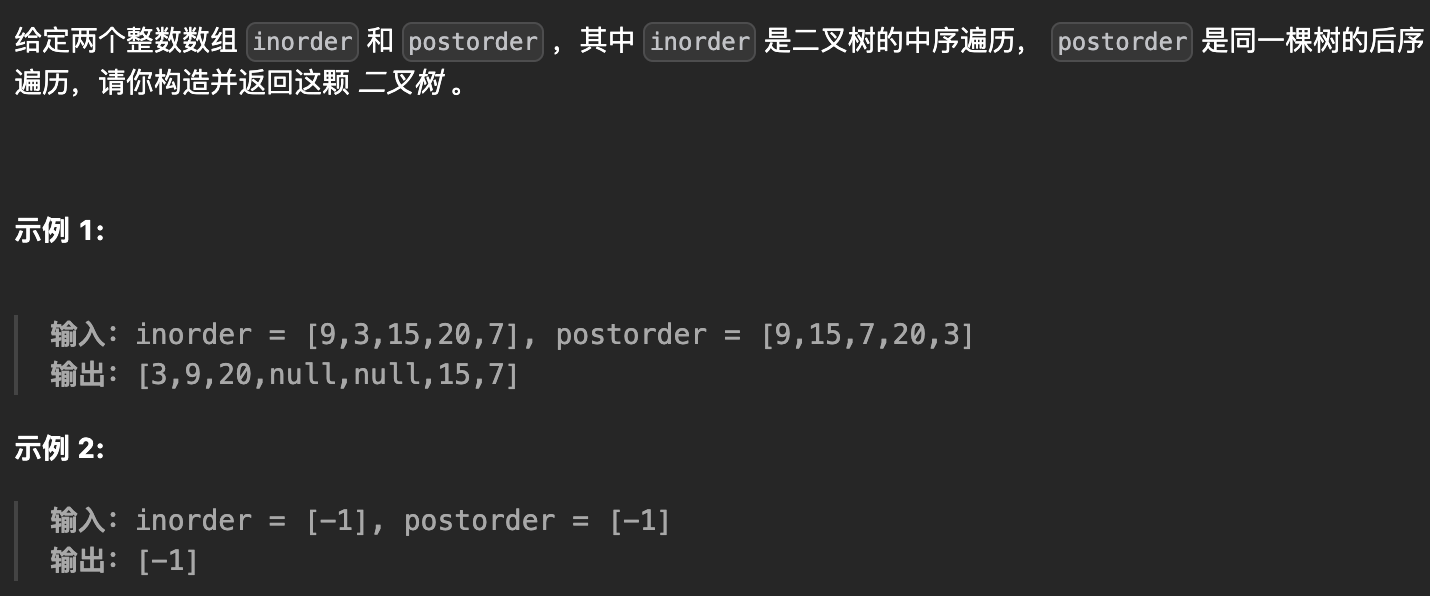 给定两个整数数组 inorder 和 postorder ，其中 inorder 是二叉树的中序遍历， postorder 是同一棵树的后序
遍历，请你构造并返回这颗 二叉树 。
示例 1:
输入：inorder = [9,3,15,20,7], postorder = [9,15,7,20,3]
输出：[3,9,20,null,null,15,7]
示例 2:
输入：inorder = [-1], postorder = [-1]
输出：[-1]